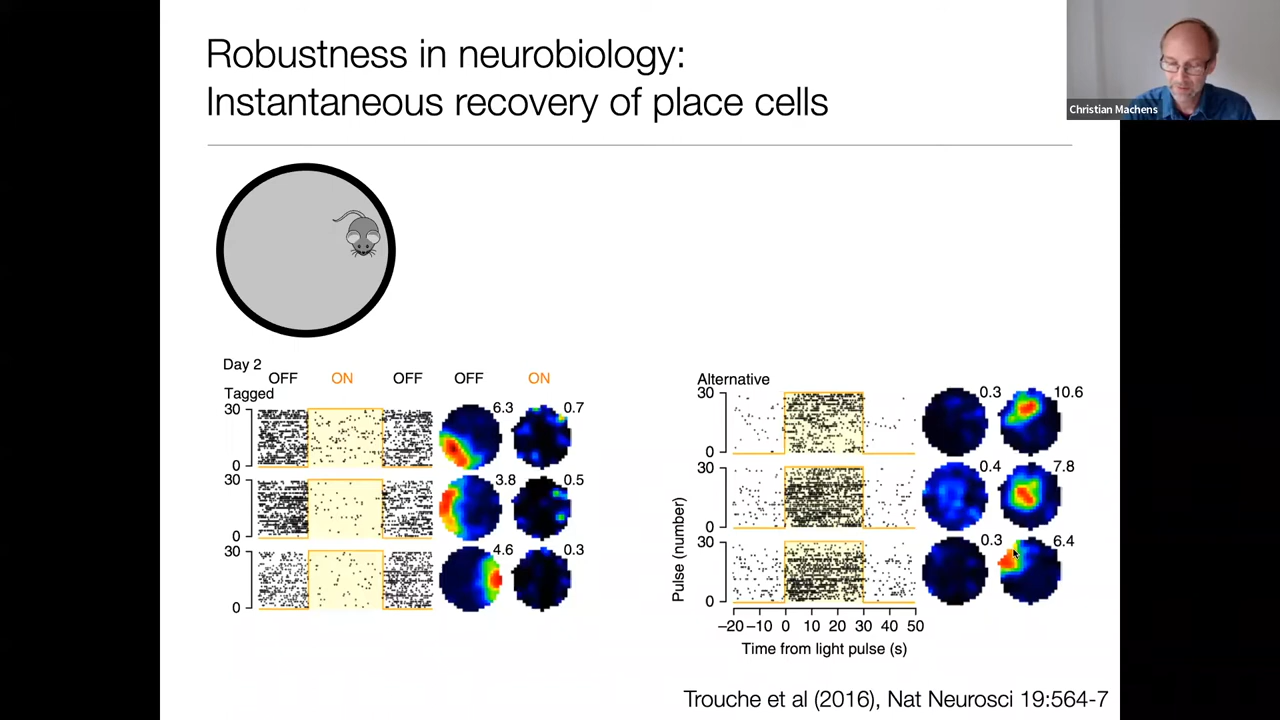 Robustness in neurobiology:
Instantaneous recovery of place cells
Christian Machens
Day 2
OFF ON OFF OFF ON
Tagged
30
0
6.3 0.7
30
0
3.8 0.5
30
0
4.6 0.3
Alternative
30
0
0.3 10.6
30
0
0.4 7.8
30
0
0.3 6.4
Pulse (number)
−20 −10 0 10 20 30 40 50
Time from light pulse (s)
Trouche et al (2016), Nat Neurosci 19:564-7